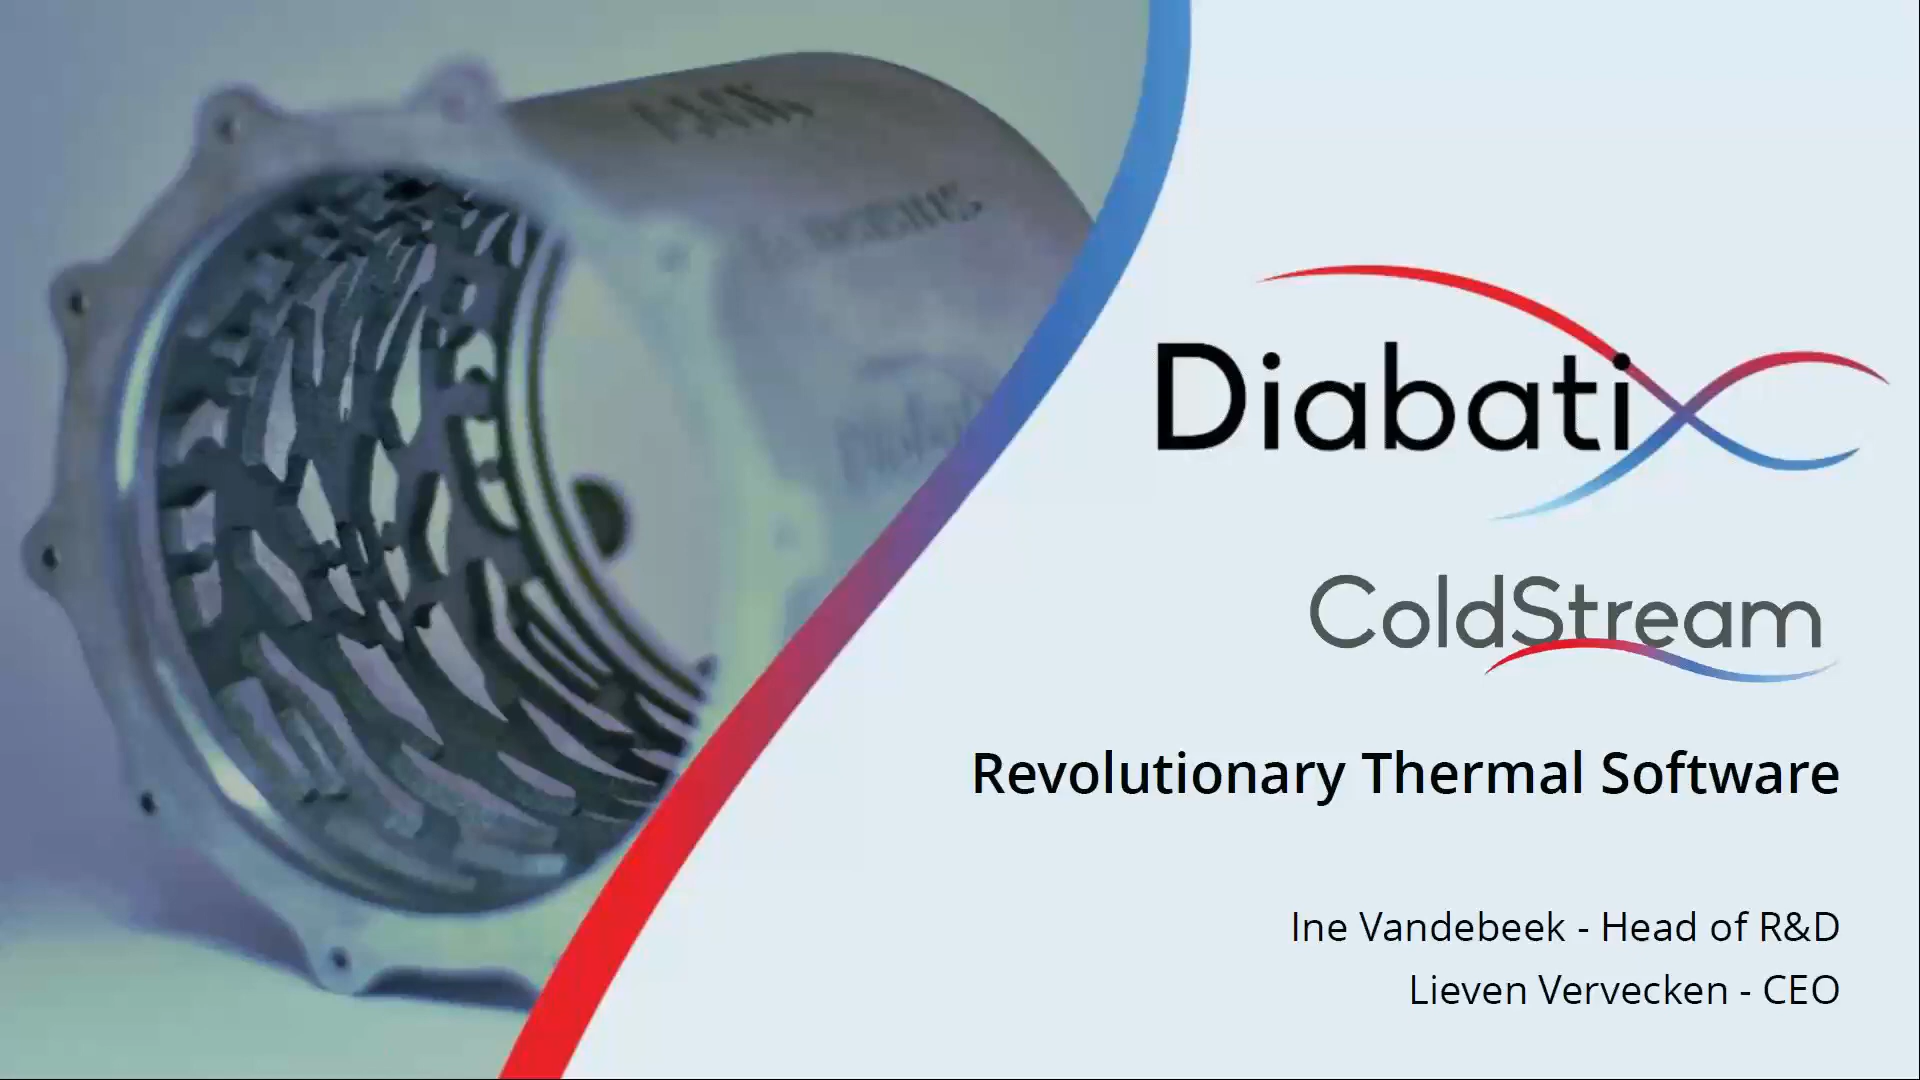 Diabatix
ColdStream
Revolutionary Thermal Software
Ine Vandebeek - Head of R&D
Lieven Vervecken - CEO